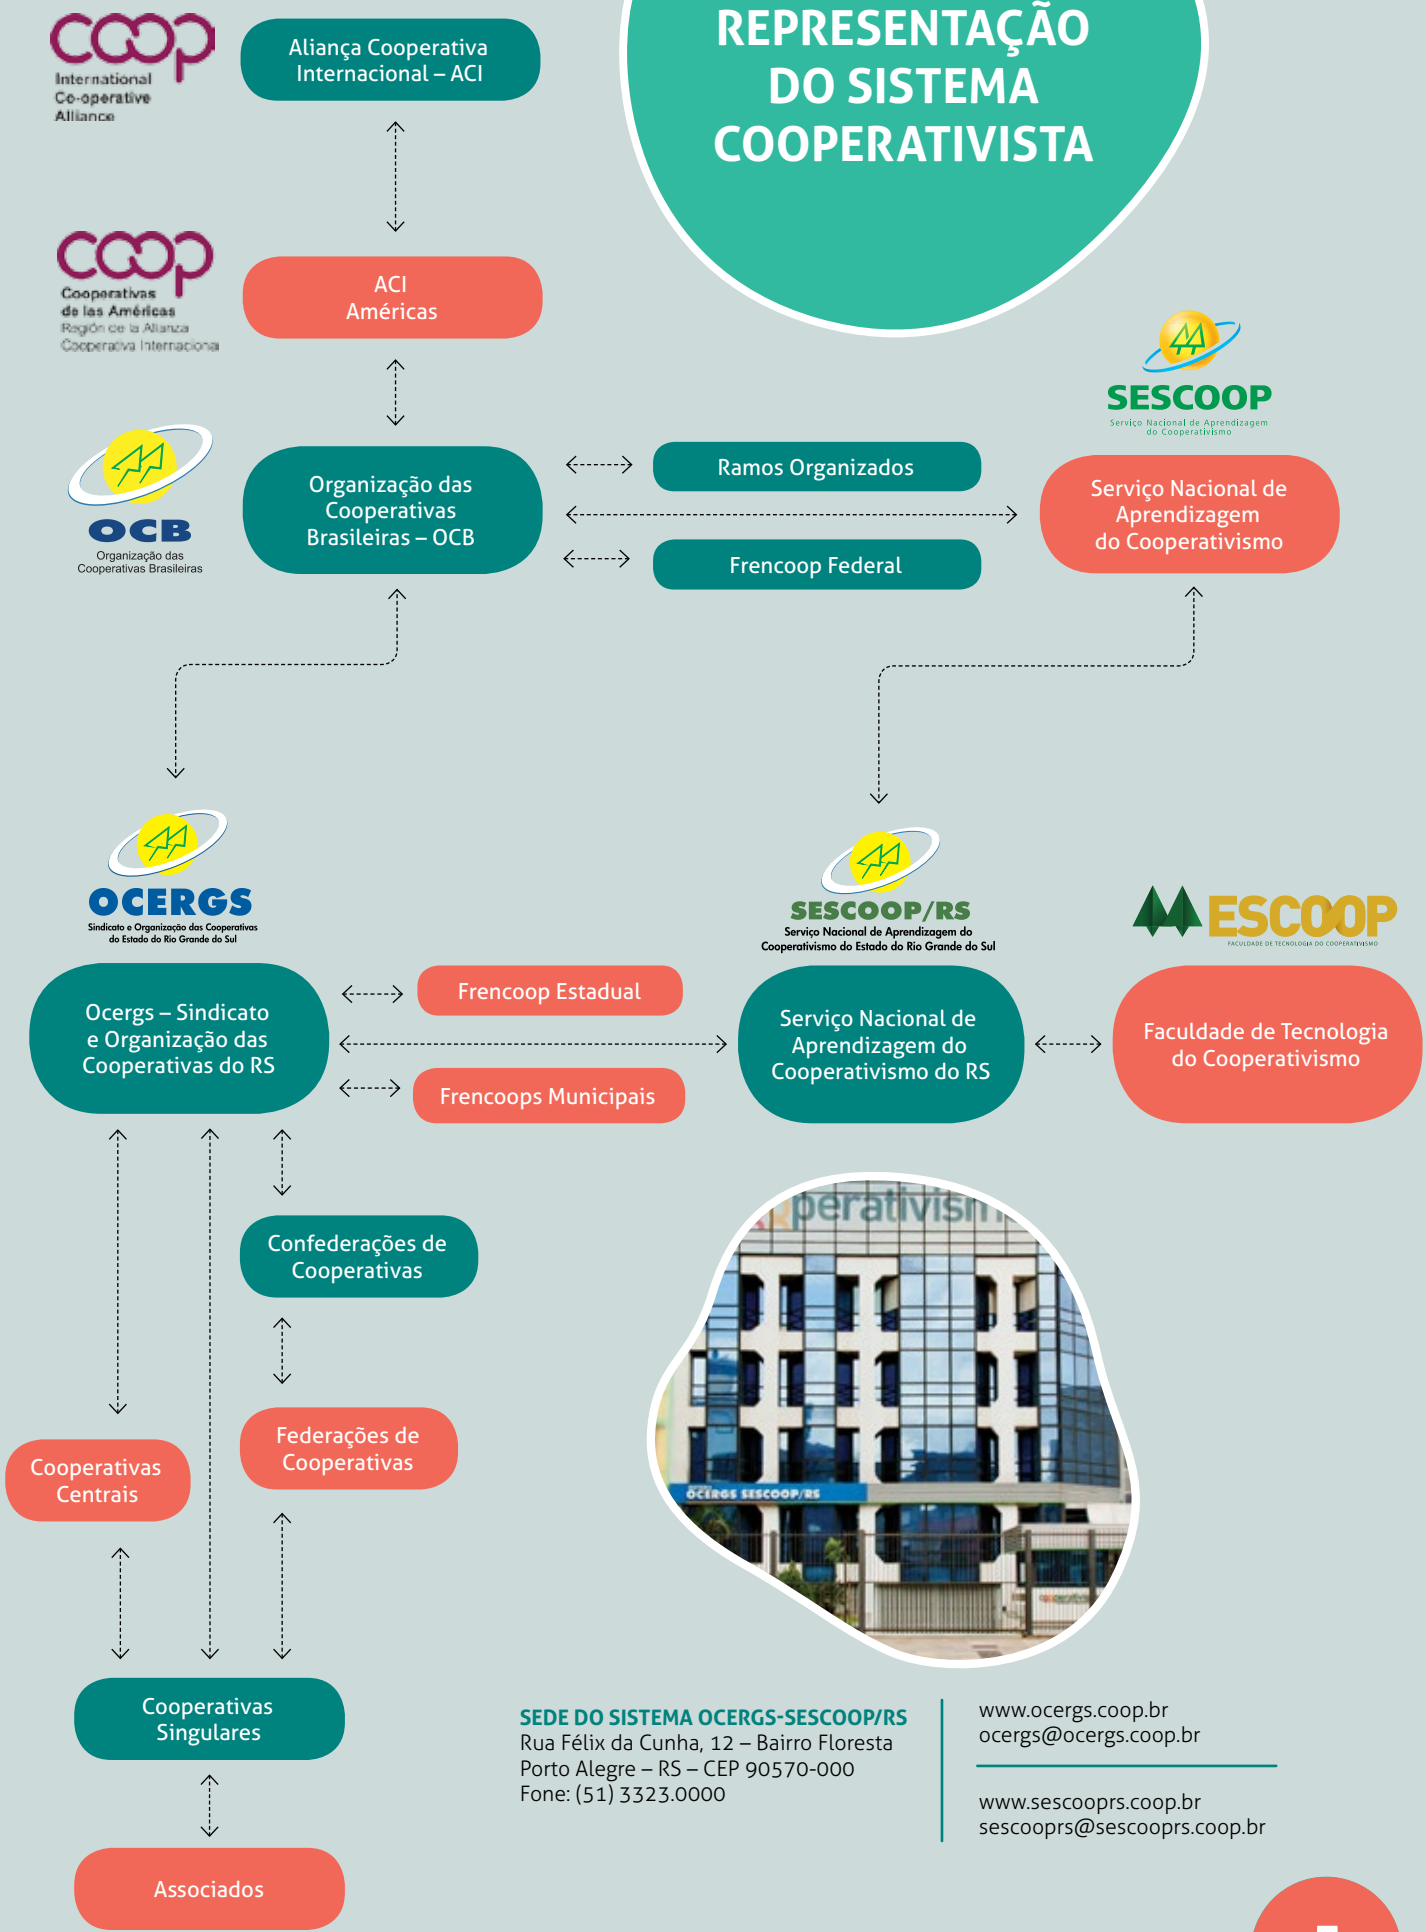 REPRESENTAÇÃO
DO SISTEMA
COOPERATIVISTA
coop
International
Co-operative
Alliance
Aliança Cooperativa
Internacional – ACI
coop
Cooperativas
de las Américas
Región de la Alianza
Cooperativa Internacional
ACI
Américas
SESCOOP
Serviço Nacional de Aprendizagem
do Cooperativismo
OCB
Organização das
Cooperativas Brasileiras
Organização das
Cooperativas
Brasileiras – OCB
Ramos Organizados
Frencoop Federal
Serviço Nacional de
Aprendizagem
do Cooperativismo
OCERGS
Sindicato e Organização das Cooperativas
do Estado do Rio Grande do Sul
SESCOOP/RS
Serviço Nacional de Aprendizagem do
Cooperativismo do Estado do Rio Grande do Sul
ESCOOP
FACULDADE DE TECNOLOGIA DO COOPERATIVISMO
Ocergs – Sindicato
e Organização das
Cooperativas do RS
Frencoop Estadual
Frencoops Municipais
Serviço Nacional de
Aprendizagem do
Cooperativismo do RS
Faculdade de Tecnologia
do Cooperativismo
Confederações de
Cooperativas
Federações de
Cooperativas
Cooperativas
Centrais
Cooperativas
Singulares
Associados
perativism
OCERGS SESCOOP/RS
SEDE DO SISTEMA OCERGS-SESCOOP/RS
Rua Félix da Cunha, 12 – Bairro Floresta
Porto Alegre – RS – CEP 90570-000
Fone: (51) 3323.0000
www.ocergs.coop.br
ocergs@ocergs.coop.br
www.sescooprs.coop.br
sescooprs@sescooprs.coop.br